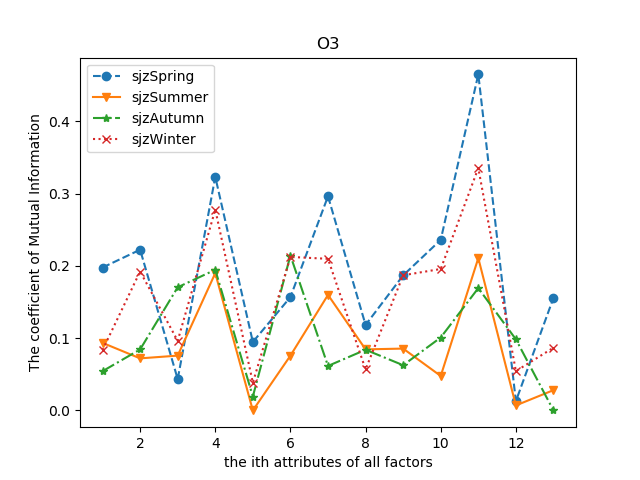 O3
sjzSpring
sjzSummer
sjzAutumn
sjzWinter
The coefficient of Mutual Information
0.4
0.3
0.2
0.1
0.0
2 4 6 8 10 12
the ith attributes of all factors